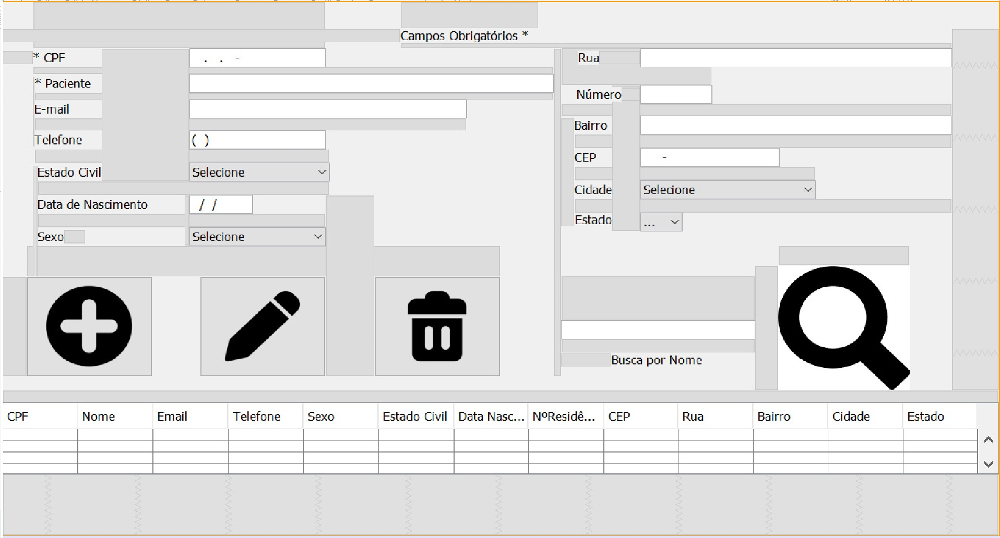 Campos Obrigatórios *
* CPF . . -
* Paciente
E-mail
Telefone ( )
Estado Civil Selecione
Data de Nascimento / /
Sexo Selecione
Rua
Número
Bairro
CEP -
Cidade Selecione
Estado ...
Busca por Nome
CPF Nome Email Telefone Sexo Estado Civil Data Nasc... NºResidê... CEP Rua Bairro Cidade Estado